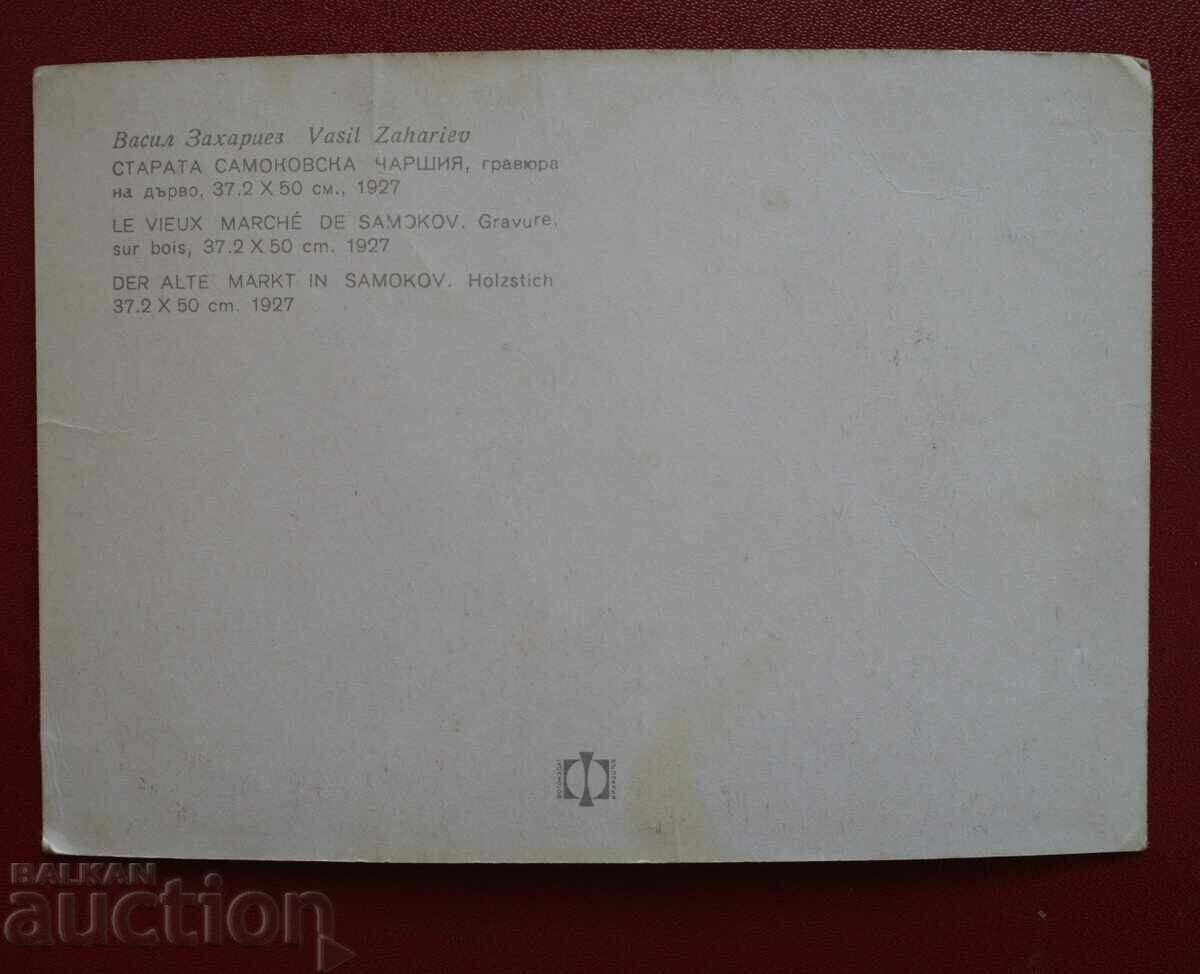 Васил Захариев Vasil Zahariev
СТАРАТА САМОКОВСКА ЧАРШИЯ, гравюра
на дърво, 37.2 X 50 см., 1927
LE VIEUX MARCHÉ DE SAMOKOV. Gravure,
sur bois, 37.2 X 50 cm. 1927
DER ALTE MARKT IN SAMOKOV. Holzstich
37.2 X 50 cm. 1927
BALKAN
auction